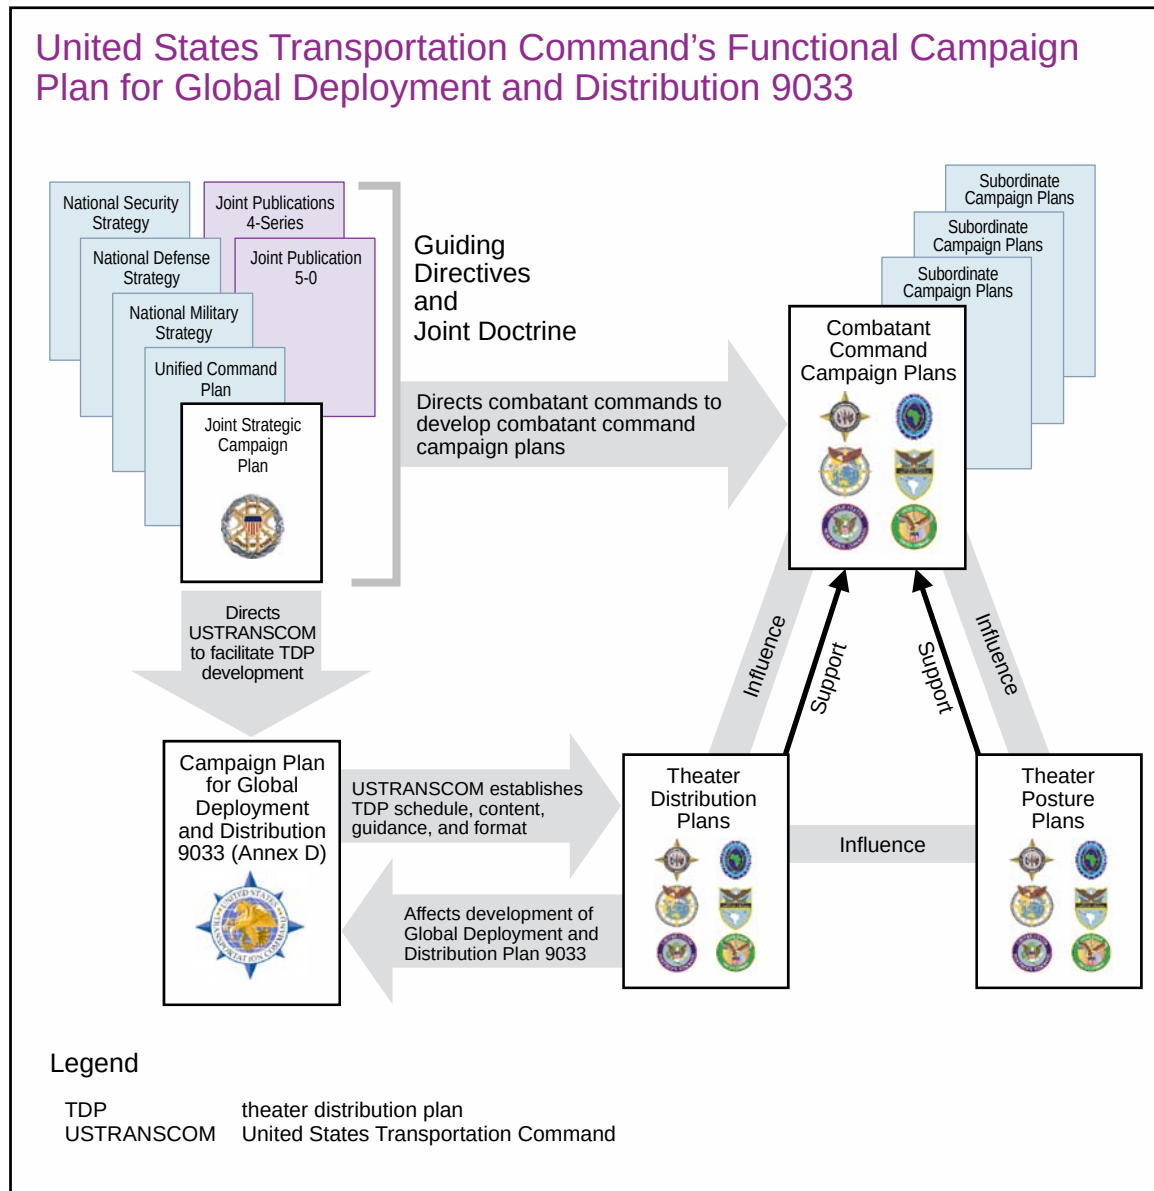 United States Transportation Command’s Functional Campaign
Plan for Global Deployment and Distribution 9033
National Security
Strategy
National Defense
Strategy
National Military
Strategy
Unified Command
Plan
Joint Strategic
Campaign
Plan
Joint Publications
4-Series
Joint Publication
5-0
Guiding
Directives
and
Joint Doctrine
Directs combatant commands to
develop combatant command
campaign plans
Subordinate
Campaign Plans
Subordinate
Campaign Plans
Subordinate
Campaign Plans
Combatant
Command
Campaign Plans
Directs
USTRANSCOM
to facilitate TDP
development
Influence
Support
Support
Influence
Campaign Plan
for Global
Deployment
and Distribution
9033 (Annex D)
UNITED STATES
TRANSPORTATION COMMAND
USTRANSCOM establishes
TDP schedule, content,
guidance, and format
Affects development of
Global Deployment and
Distribution Plan 9033
Theater
Distribution
Plans
Influence
Theater
Posture
Plans
Legend
TDP theater distribution plan
USTRANSCOM United States Transportation Command